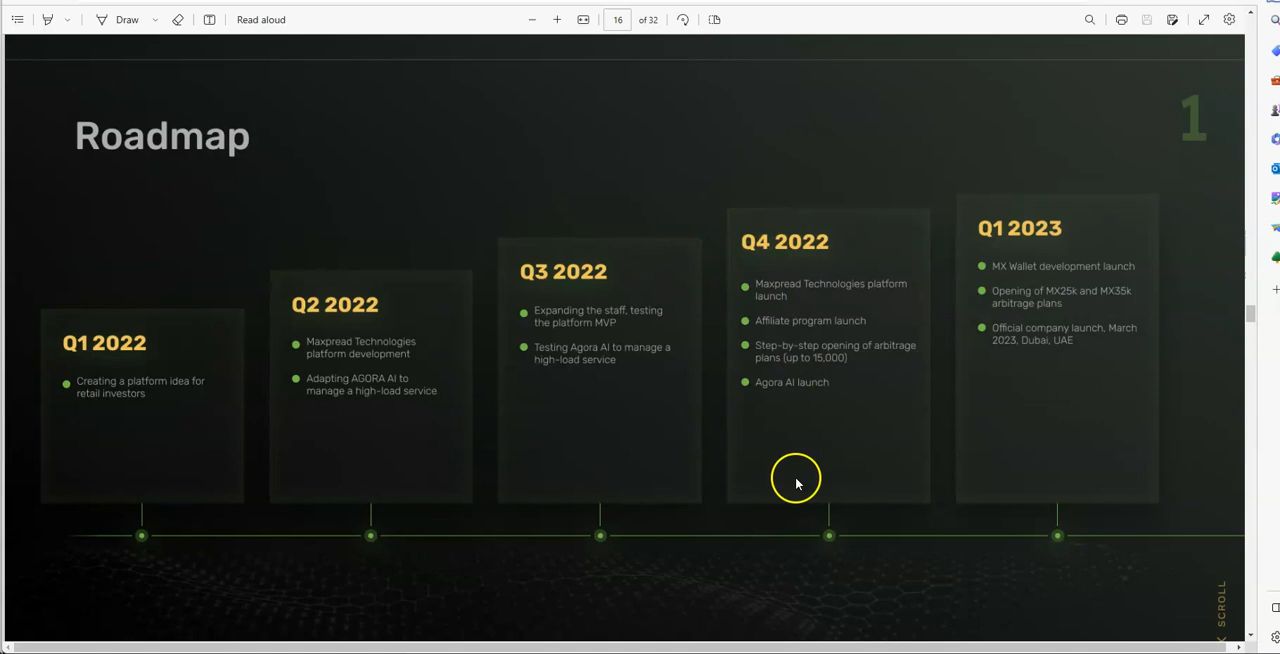 Draw
Read aloud
16
of 32
Roadmap
1
Q1 2022
Creating a platform idea for
retail investors
Q2 2022
Maxpread Technologies
platform development
Adapting AGORA AI to
manage a high-load service
Q3 2022
Expanding the staff, testing
the platform MVP
Testing Agora AI to manage a
high-load service
Q4 2022
Maxpread Technologies platform
launch
Affiliate program launch
Step-by-step opening of arbitrage
plans (up to 15,000)
Agora AI launch
Q1 2023
MX Wallet development launch
Opening of MX25k and MX35k
arbitrage plans
Official company launch, March
2023, Dubai, UAE
SCROLL